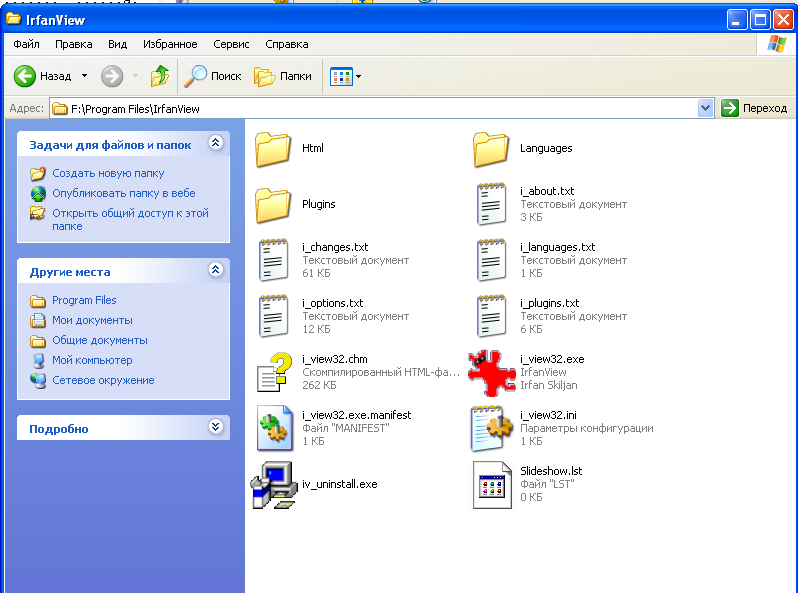 IrfanView
Файл Правка Вид Избранное Сервис Справка
Назад Поиск Папки
Адрес: F:\Program Files\IrfanView Переход
Задачи для файлов и папок
Создать новую папку
Опубликовать папку в вебе
Открыть общий доступ к этой
папке
Другие места
Program Files
Мои документы
Общие документы
Мой компьютер
Сетевое окружение
Подробно
Html
Languages
Plugins
i_about.txt
Текстовый документ
3 КБ
i_changes.txt
Текстовый документ
61 КБ
i_languages.txt
Текстовый документ
1 КБ
i_options.txt
Текстовый документ
12 КБ
i_plugins.txt
Текстовый документ
6 КБ
i_view32.chm
Скомпилированный HTML-фа...
262 КБ
i_view32.exe
IrfanView
Irfan Skiljan
i_view32.exe.manifest
Файл "MANIFEST"
1 КБ
i_view32.ini
Параметры конфигурации
1 КБ
iv_uninstall.exe
Slideshow.lst
Файл "LST"
0 КБ